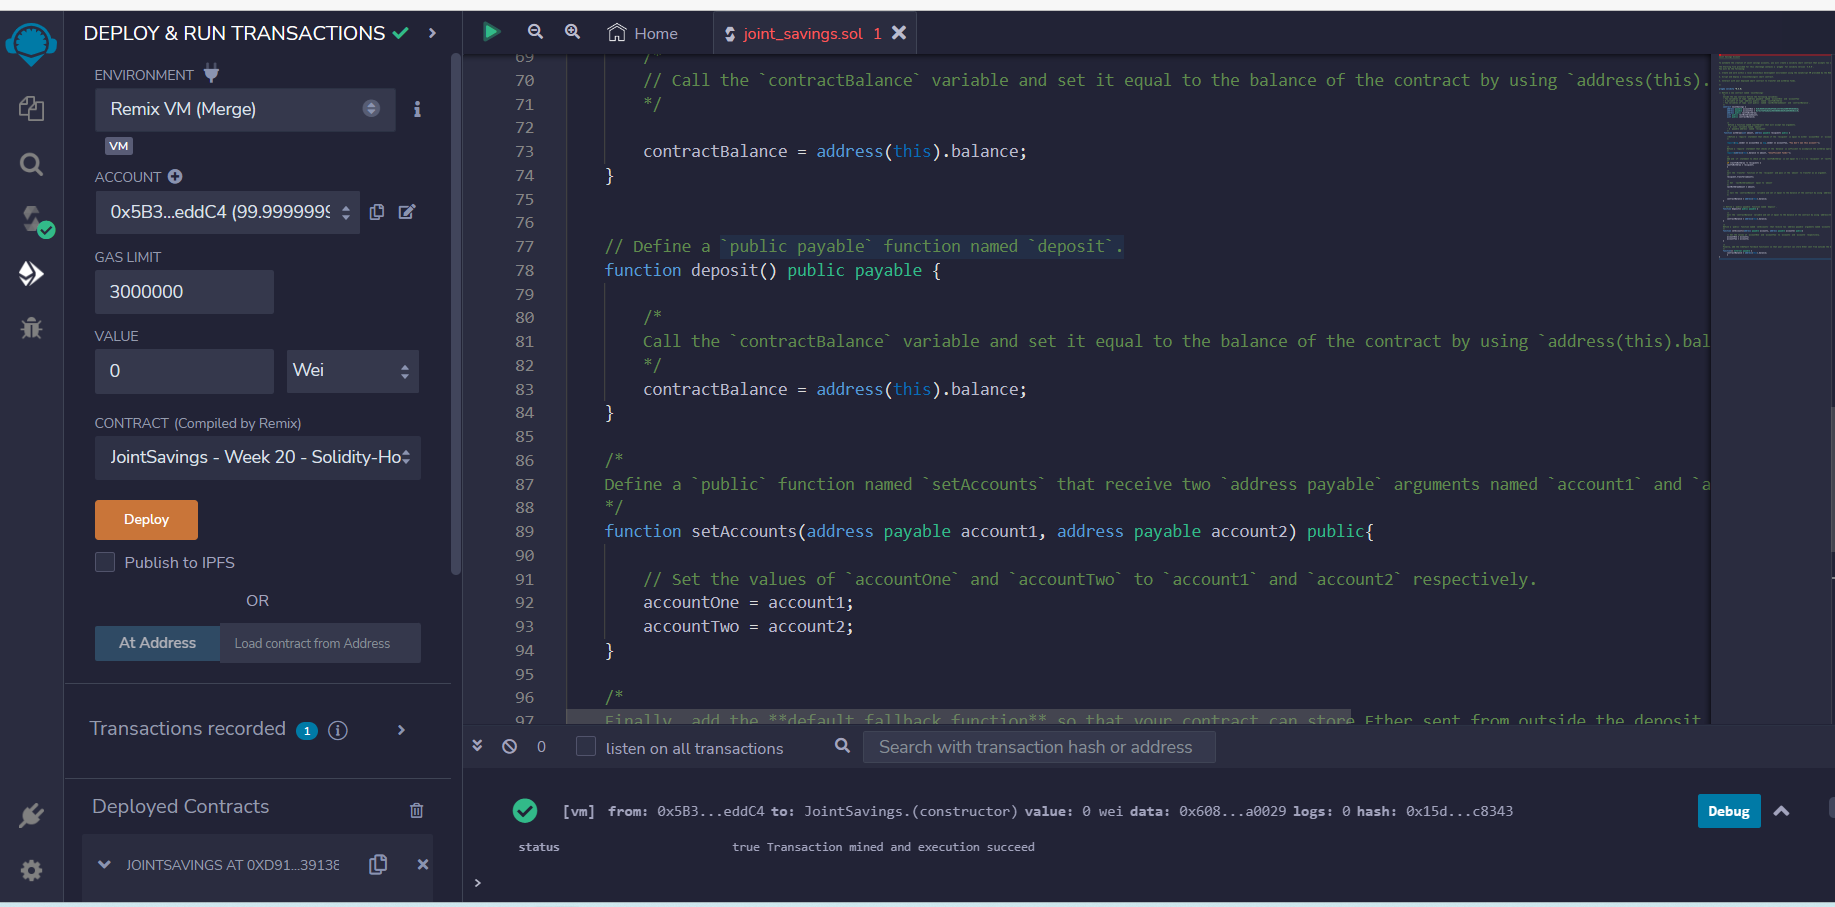 DEPLOY & RUN TRANSACTIONS
ENVIRONMENT
Remix VM (Merge)
VM
ACCOUNT
0x5B3...eddC4 (99.9999999
GAS LIMIT
3000000
VALUE
0
Wei
CONTRACT (Compiled by Remix)
JointSavings - Week 20 - Solidity-Ho
Deploy
Publish to IPFS
OR
At Address
Load contract from Address
Transactions recorded 1 i
Deployed Contracts
JOINTSAVINGS AT 0XD91...39138
Home
joint_savings.sol 1
69 /*
70 // Call the `contractBalance` variable and set it equal to the balance of the contract by using `address(this).
71 */
72
73 contractBalance = address(this).balance;
74 }
75
76
77 // Define a `public payable` function named `deposit`.
78 function deposit() public payable {
79
80 /*
81 Call the `contractBalance` variable and set it equal to the balance of the contract by using `address(this).bal
82 */
83 contractBalance = address(this).balance;
84 }
85
86 /*
87 Define a `public` function named `setAccounts` that receive two `address payable` arguments named `account1` and `a
88 */
89 function setAccounts(address payable account1, address payable account2) public{
90
91 // Set the values of `accountOne` and `accountTwo` to `account1` and `account2` respectively.
92 accountOne = account1;
93 accountTwo = account2;
94 }
95
96 /*
97 Finally, add the **default fallback function** so that your contract can store Ether sent from outside the deposit
0
listen on all transactions
Search with transaction hash or address
[vm] from: 0x5B3...eddC4 to: JointSavings.(constructor) value: 0 wei data: 0x608...a0029 logs: 0 hash: 0x15d...c8343
Debug
status true Transaction mined and execution succeed
>